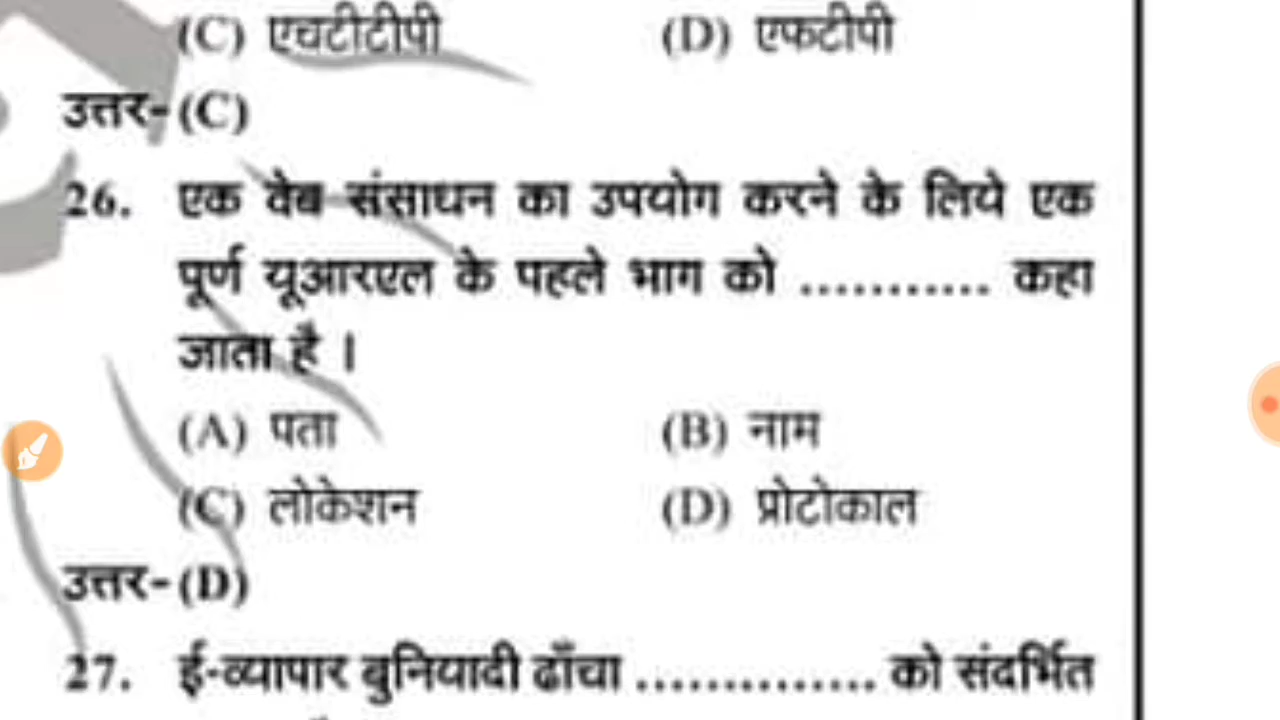 (C) एचटीटीपी (D) एफटीपी
उत्तर-(C)
26. एक वेब संसाधन का उपयोग करने के लिये एक
पूर्ण यूआरएल के पहले भाग को ........... कहा
जाता है ।
(A) पता (B) नाम
(C) लोकेशन (D) प्रोटोकाल
उत्तर-(D)
27. ई-व्यापार बुनियादी ढाँचा .............. को संदर्भित